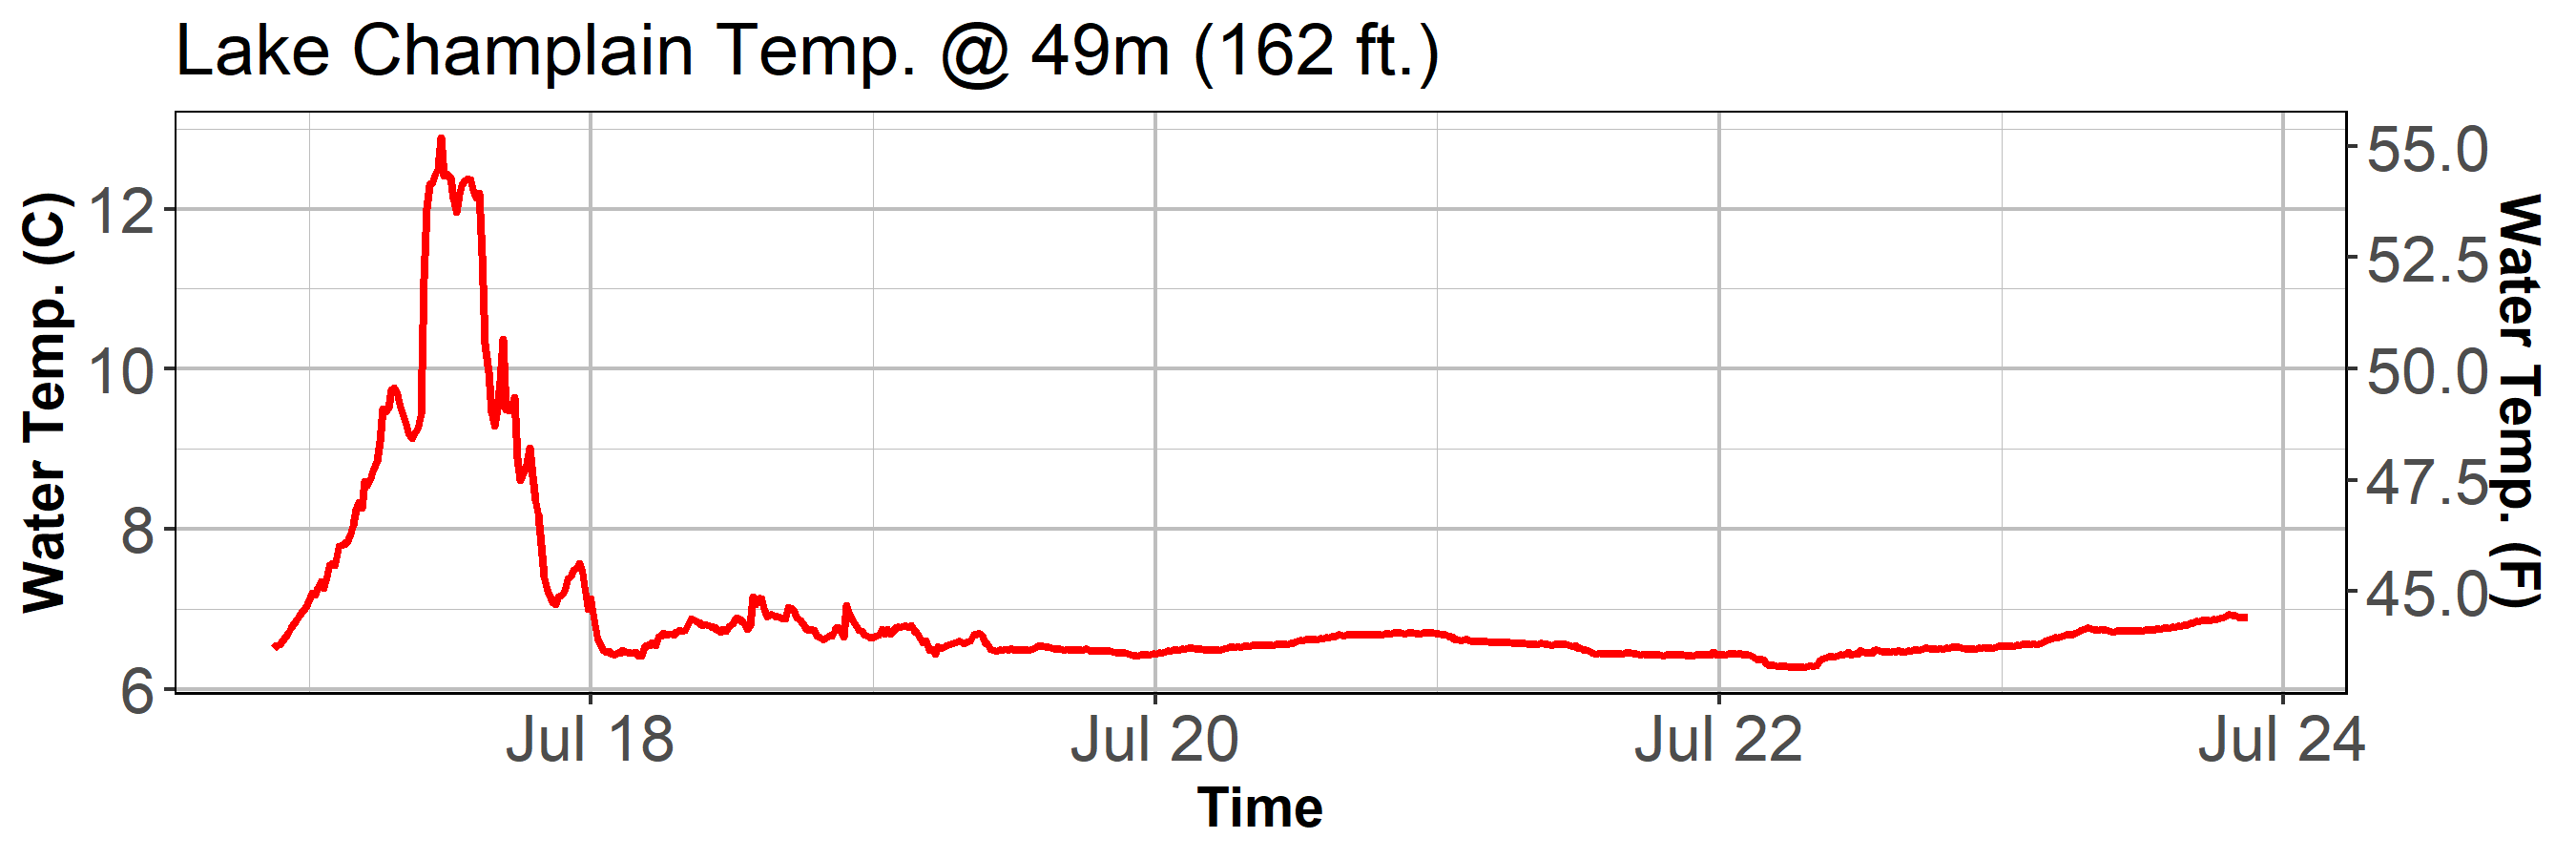 Lake Champlain Temp. @ 49m (162 ft.)
Water Temp. (C)
12
10
8
6
55.0
52.5
50.0
47.5
45.0
Water Temp. (F)
Jul 18
Jul 20
Jul 22
Jul 24
Time